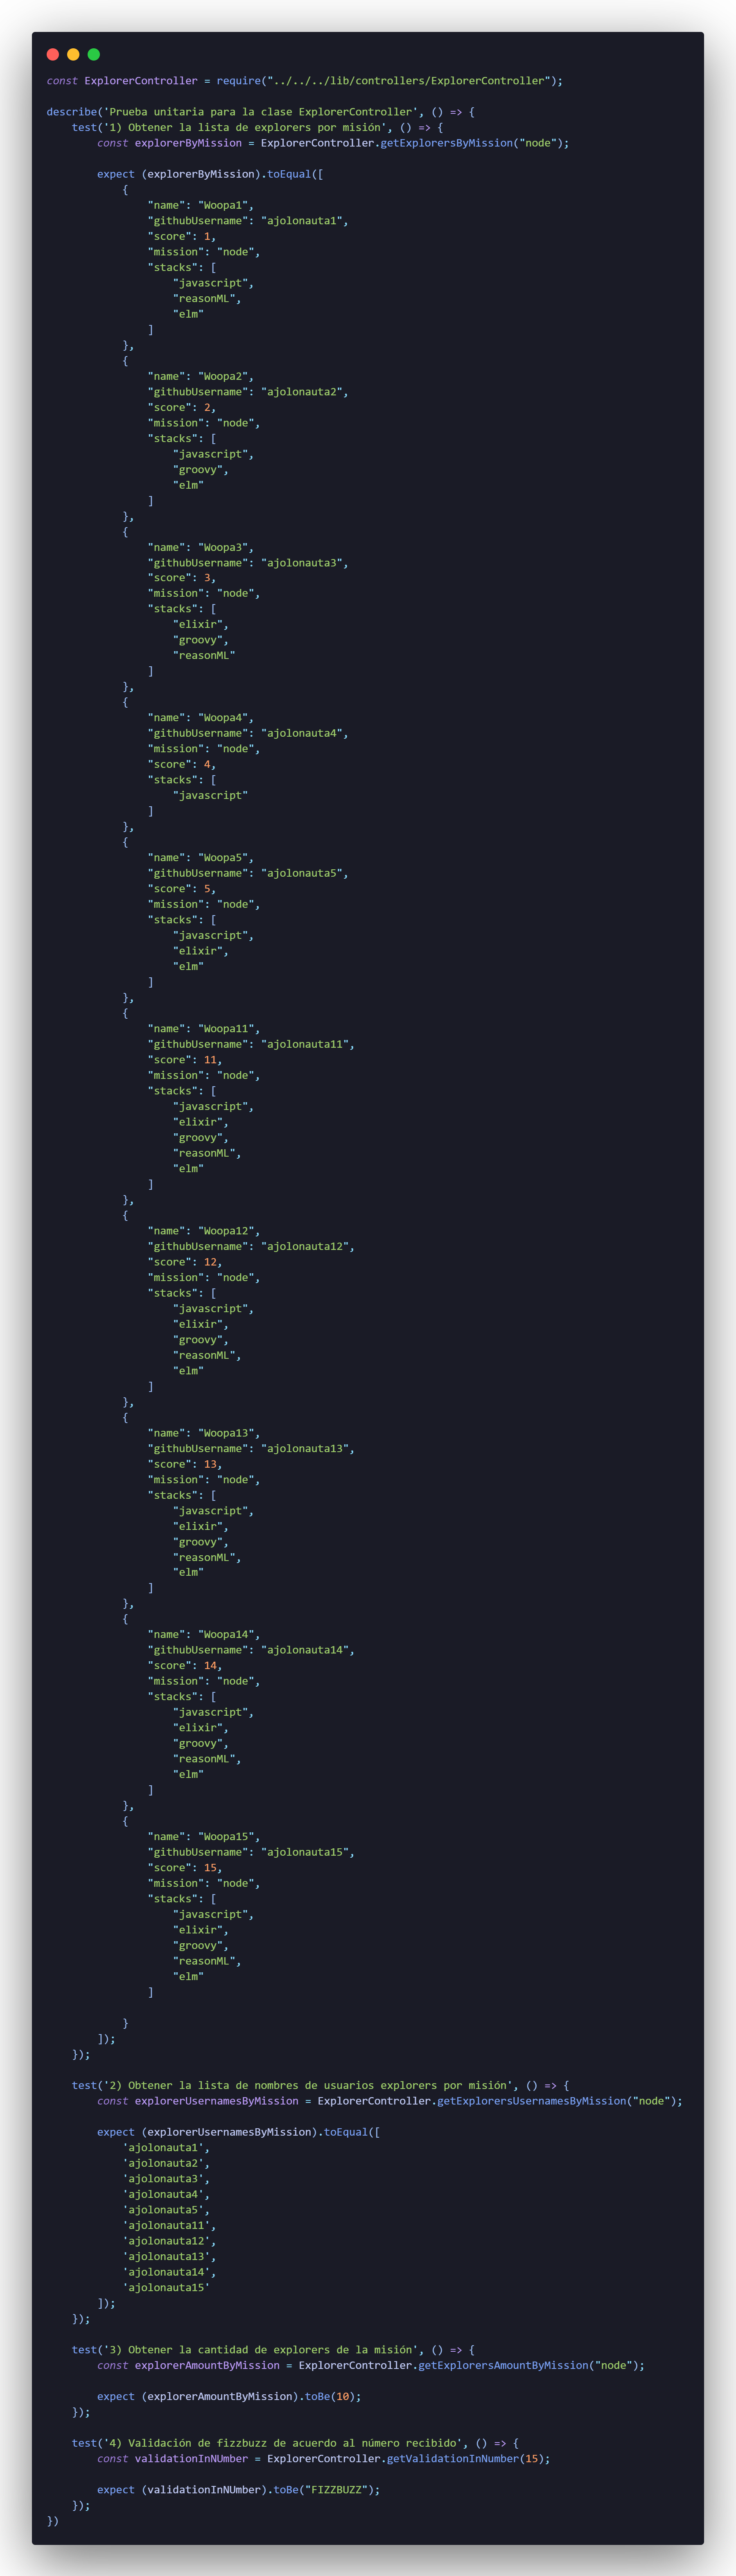 const ExplorerController = require("../../../lib/controllers/ExplorerController");

describe('Prueba unitaria para la clase ExplorerController', () => {
    test('1) Obtener la lista de explorers por misión', () => {
        const explorerByMission = ExplorerController.getExplorersByMission("node");

        expect (explorerByMission).toEqual([
            {
                "name": "Woopa1",
                "githubUsername": "ajolonauta1",
                "score": 1,
                "mission": "node",
                "stacks": [
                    "javascript",
                    "reasonML",
                    "elm"
                ]
            },
            {
                "name": "Woopa2",
                "githubUsername": "ajolonauta2",
                "score": 2,
                "mission": "node",
                "stacks": [
                    "javascript",
                    "groovy",
                    "elm"
                ]
            },
            {
                "name": "Woopa3",
                "githubUsername": "ajolonauta3",
                "score": 3,
                "mission": "node",
                "stacks": [
                    "elixir",
                    "groovy",
                    "reasonML"
                ]
            },
            {
                "name": "Woopa4",
                "githubUsername": "ajolonauta4",
                "mission": "node",
                "score": 4,
                "stacks": [
                    "javascript"
                ]
            },
            {
                "name": "Woopa5",
                "githubUsername": "ajolonauta5",
                "score": 5,
                "mission": "node",
                "stacks": [
                    "javascript",
                    "elixir",
                    "elm"
                ]
            },
            {
                "name": "Woopa11",
                "githubUsername": "ajolonauta11",
                "score": 11,
                "mission": "node",
                "stacks": [
                    "javascript",
                    "elixir",
                    "groovy",
                    "reasonML",
                    "elm"
                ]
            },
            {
                "name": "Woopa12",
                "githubUsername": "ajolonauta12",
                "score": 12,
                "mission": "node",
                "stacks": [
                    "javascript",
                    "elixir",
                    "groovy",
                    "reasonML",
                    "elm"
                ]
            },
            {
                "name": "Woopa13",
                "githubUsername": "ajolonauta13",
                "score": 13,
                "mission": "node",
                "stacks": [
                    "javascript",
                    "elixir",
                    "groovy",
                    "reasonML",
                    "elm"
                ]
            },
            {
                "name": "Woopa14",
                "githubUsername": "ajolonauta14",
                "score": 14,
                "mission": "node",
                "stacks": [
                    "javascript",
                    "elixir",
                    "groovy",
                    "reasonML",
                    "elm"
                ]
            },
            {
                "name": "Woopa15",
                "githubUsername": "ajolonauta15",
                "score": 15,
                "mission": "node",
                "stacks": [
                    "javascript",
                    "elixir",
                    "groovy",
                    "reasonML",
                    "elm"
                ]

            }
        ]);
    });

    test('2) Obtener la lista de nombres de usuarios explorers por misión', () => {
        const explorerUsernamesByMission = ExplorerController.getExplorersUsernamesByMission("node");

        expect (explorerUsernamesByMission).toEqual([
            'ajolonauta1',
            'ajolonauta2',
            'ajolonauta3',
            'ajolonauta4',
            'ajolonauta5',
            'ajolonauta11',
            'ajolonauta12',
            'ajolonauta13',
            'ajolonauta14',
            'ajolonauta15'
        ]);
    });

    test('3) Obtener la cantidad de explorers de la misión', () => {
        const explorerAmountByMission = ExplorerController.getExplorersAmountByMission("node");

        expect (explorerAmountByMission).toBe(10);
    });

    test('4) Validación de fizzbuzz de acuerdo al número recibido', () => {
        const validationInNUmber = ExplorerController.getValidationInNumber(15);

        expect (validationInNUmber).toBe("FIZZBUZZ");
    });
})